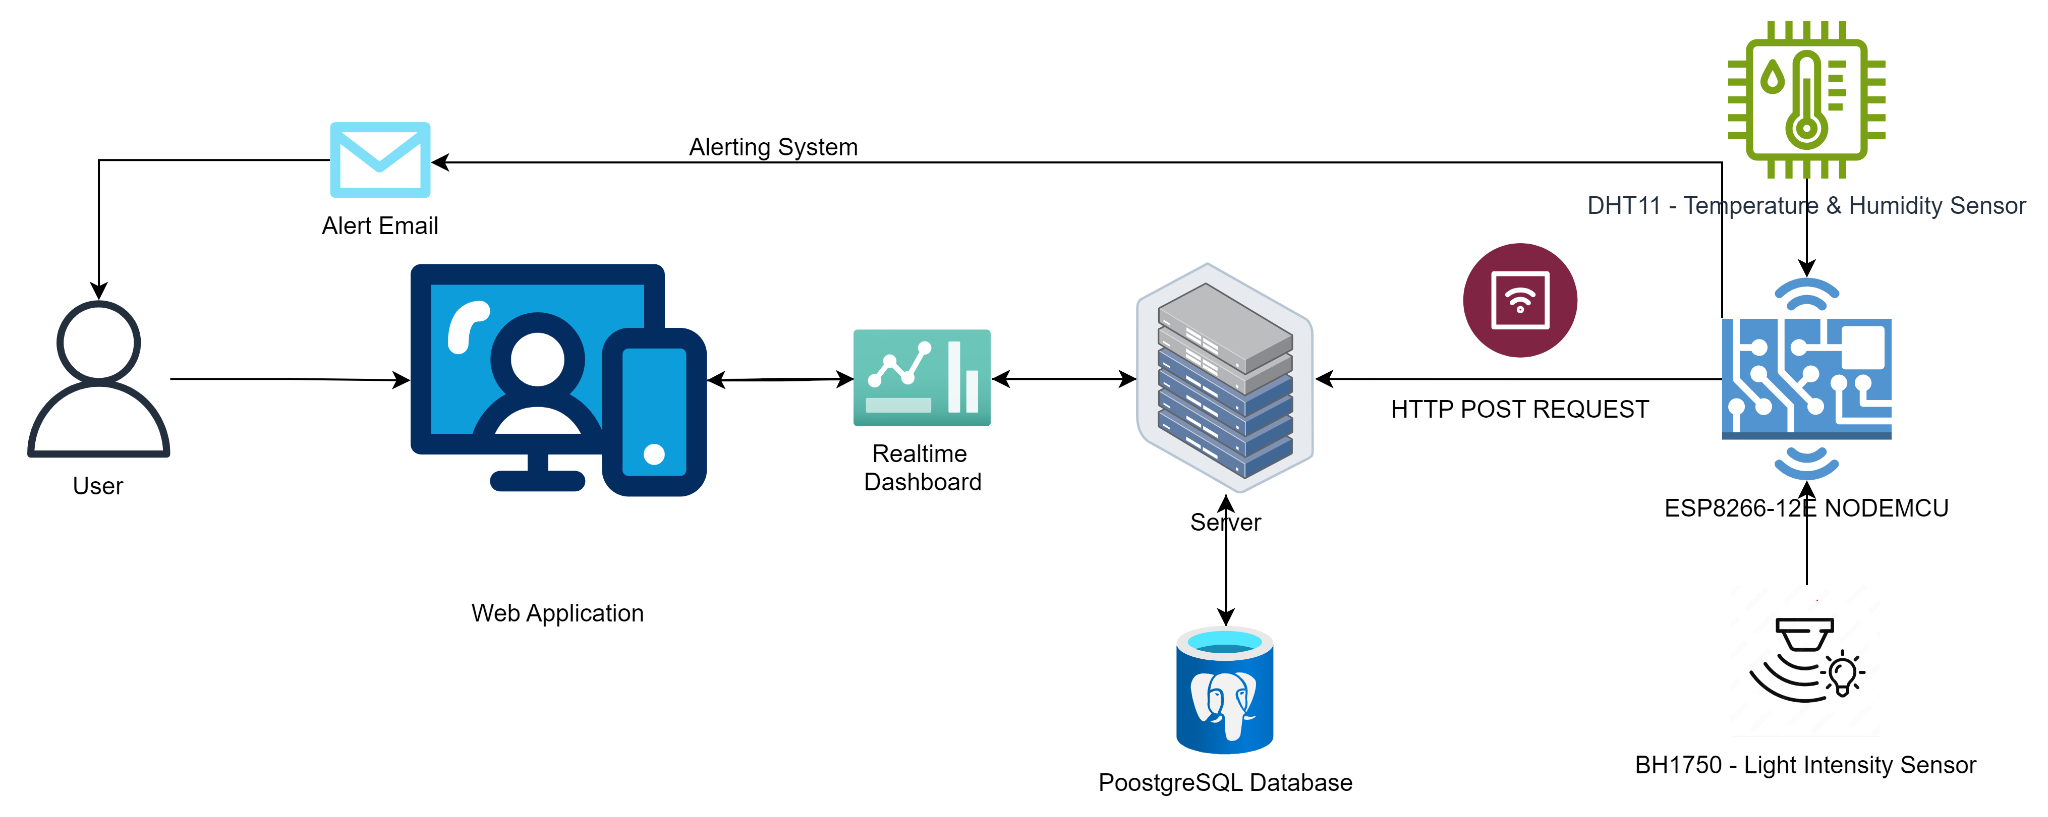 Alerting System
DHT11 - Temperature & Humidity Sensor
Alert Email
HTTP POST REQUEST
Realtime
Dashboard
User
ESP8266-12E NODEMCU
Server
Web Application
BH1750 - Light Intensity Sensor
PoostgreSQL Database